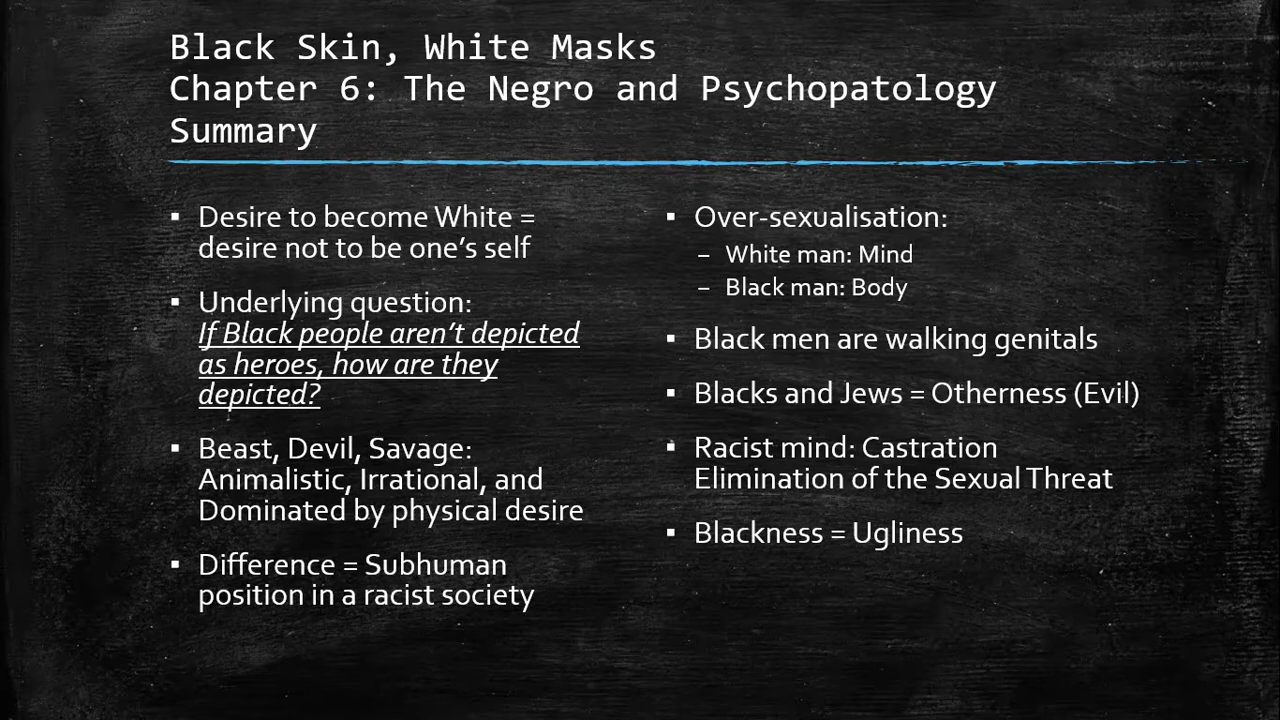 Black Skin, White Masks
Chapter 6: The Negro and Psychopatology
Summary
▪ Desire to become White =
desire not to be one's self
▪ Underlying question:
If Black people aren't depicted
as heroes, how are they
depicted?
▪ Beast, Devil, Savage:
Animalistic, Irrational, and
Dominated by physical desire
▪ Difference = Subhuman
position in a racist society
▪ Over-sexualisation:
– White man: Mind
– Black man: Body
▪ Black men are walking genitals
▪ Blacks and Jews = Otherness (Evil)
▪ Racist mind: Castration
Elimination of the Sexual Threat
▪ Blackness = Ugliness